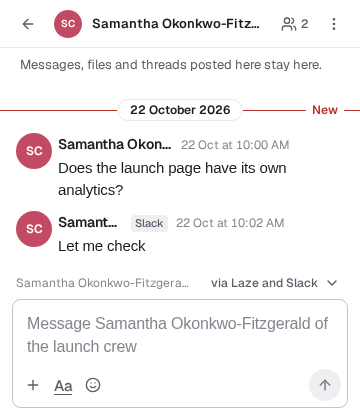 SC Samantha Okonkwo-Fitz... 2
Messages, files and threads posted here stay here.
22 October 2026 New
SC Samantha Okon... 22 Oct at 10:00 AM
Does the launch page have its own
analytics?
SC Samant... Slack 22 Oct at 10:02 AM
Let me check
Samantha Okonkwo-Fitzgera... via Laze and Slack
Message Samantha Okonkwo-Fitzgerald of
the launch crew
Aa